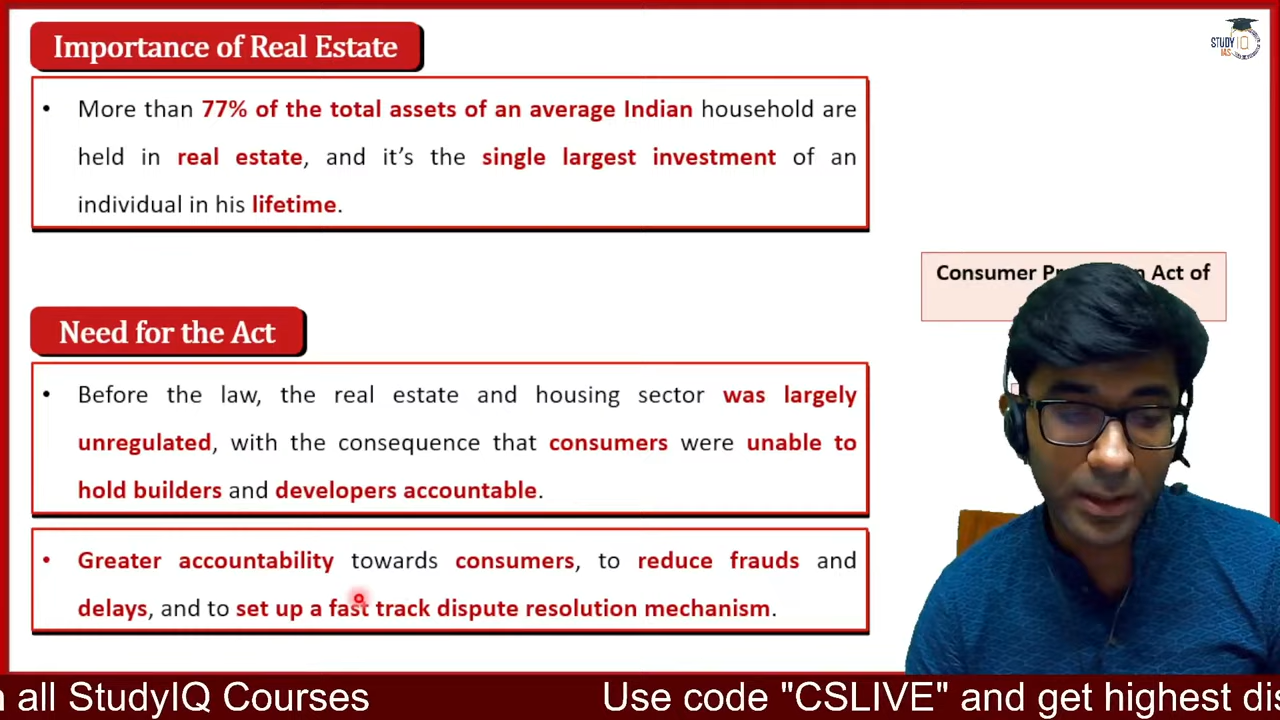 Importance of Real Estate
STUDY IQ
IAS
• More than 77% of the total assets of an average Indian household are
held in real estate, and it's the single largest investment of an
individual in his lifetime.
Consumer Act of
Need for the Act
• Before the law, the real estate and housing sector was largely
unregulated, with the consequence that consumers were unable to
hold builders and developers accountable.
• Greater accountability towards consumers, to reduce frauds and
delays, and to set up a fast track dispute resolution mechanism.
all StudyIQ Courses Use code "CSLIVE" and get highest